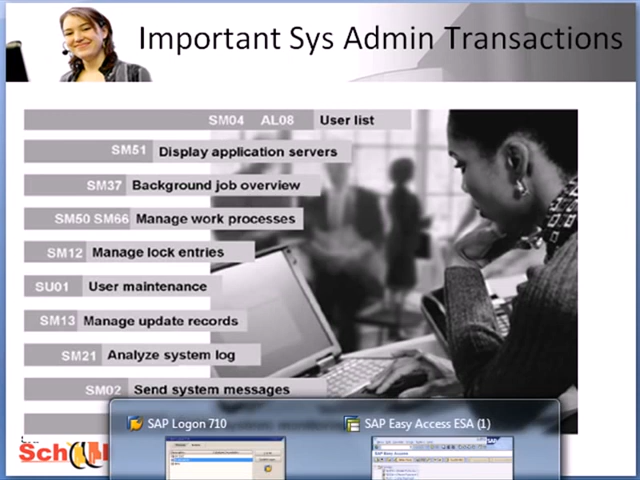 Important Sys Admin Transactions
SM04 AL08 User list
SM51 Display application servers
SM37 Background job overview
SM50 SM66 Manage work processes
SM12 Manage lock entries
SU01 User maintenance
SM13 Manage update records
SM21 Analyze system log
SM02 Send system messages
SAP Logon 710
SAP Easy Access ESA (1)